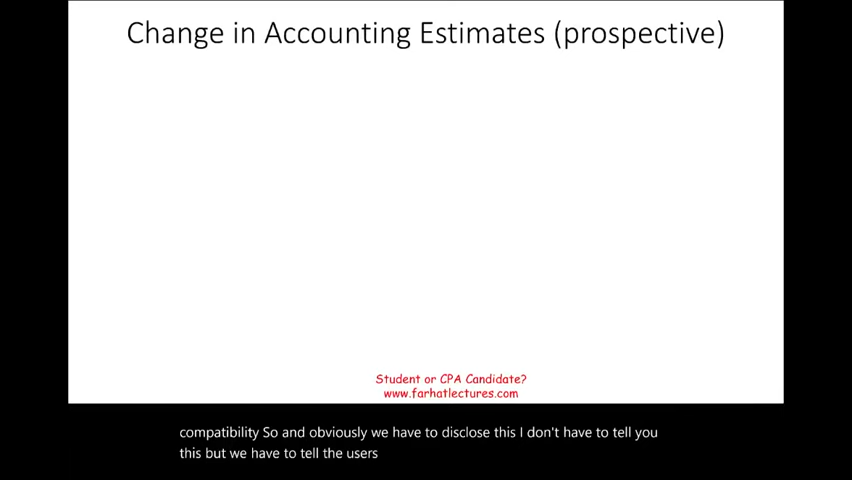 Change in Accounting Estimates (prospective)
Student or CPA Candidate?
www.farhatlectures.com
compatibility So and obviously we have to disclose this I don't have to tell you
this but we have to tell the users